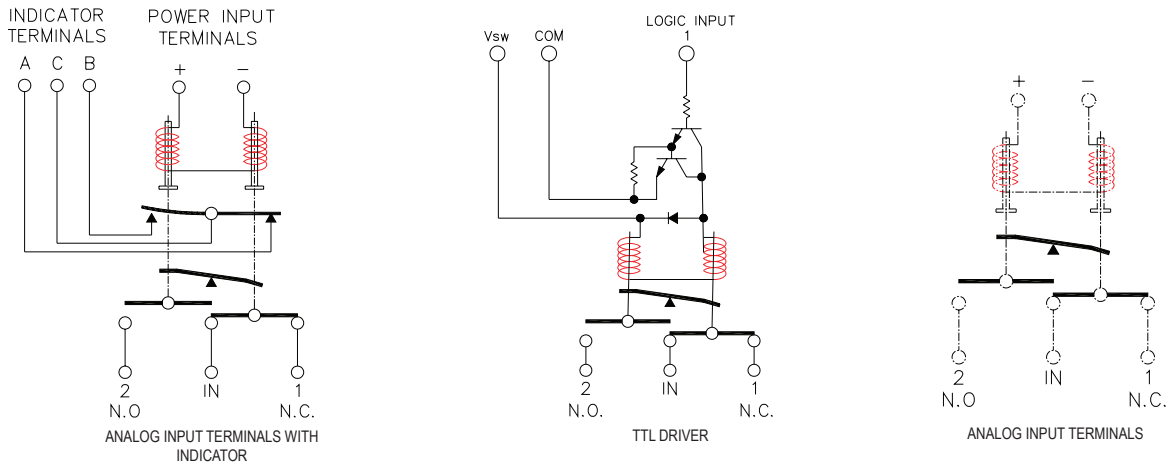 INDICATOR
TERMINALS
A C B
POWER INPUT
TERMINALS
+ −
2
N.O
IN
1
N.C.
ANALOG INPUT TERMINALS WITH
INDICATOR
Vsw
COM
LOGIC INPUT
1
2
N.O.
IN
1
N.C.
TTL DRIVER
+ −
2
N.O
IN
1
N.C.
ANALOG INPUT TERMINALS